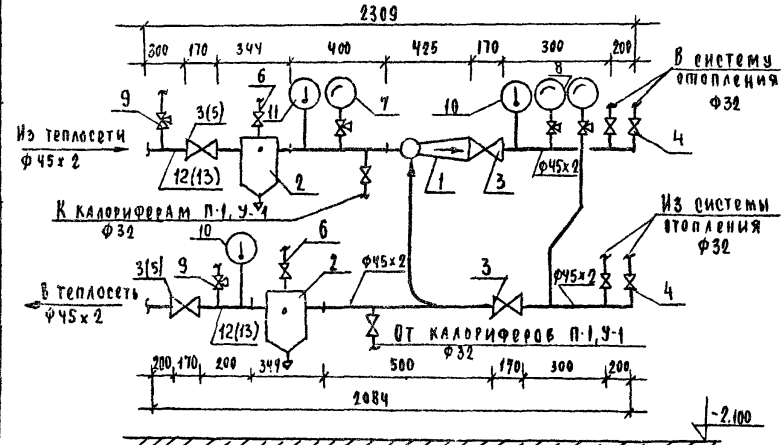 2309
300 170 344 400 425 170 300 200
9 3(5) 6 11 7 10 8
В систему
отопления
Ф32
Из теплосети
ф45х2
12(13) 2 1 3 ф45х2 4
К калориферам П-1, У-1
Ф32
Из системы
отопления
Ф32
10 6
3(5) 9 2 ф45х2 3 ф45х2 4
В теплосеть
ф45х2
12(13)
От калориферов П-1, У-1
Ф32
200 170 200 349 500 170 300 200
2084
-2.100